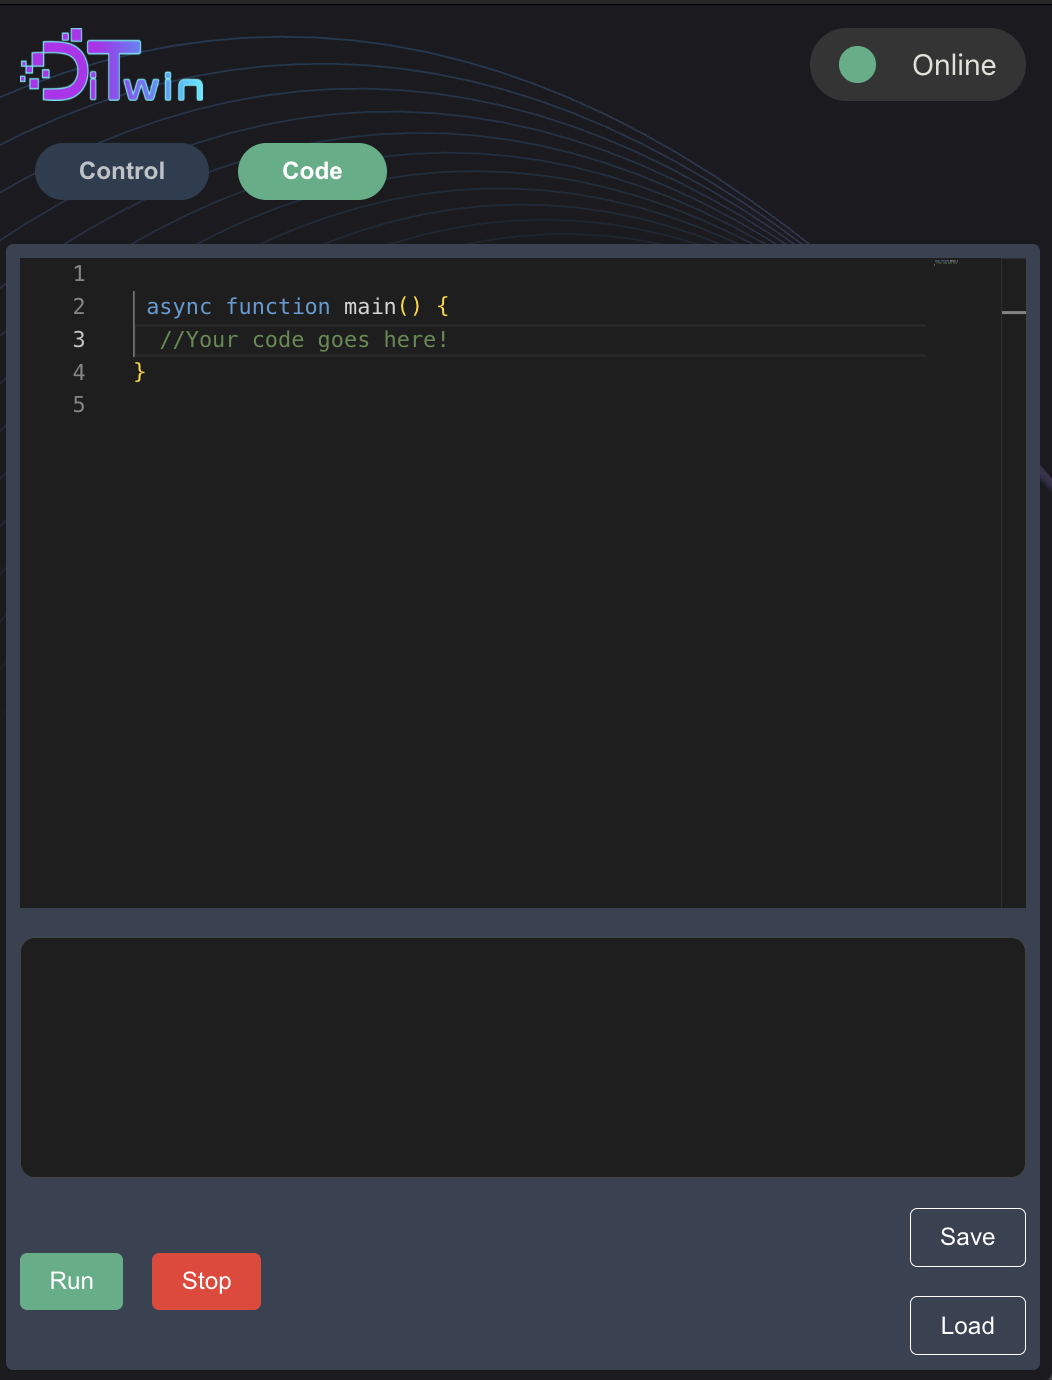 DiTwin
Online
Control
Code
1
2 async function main() {
3 //Your code goes here!
4 }
5
Save
Run
Stop
Load